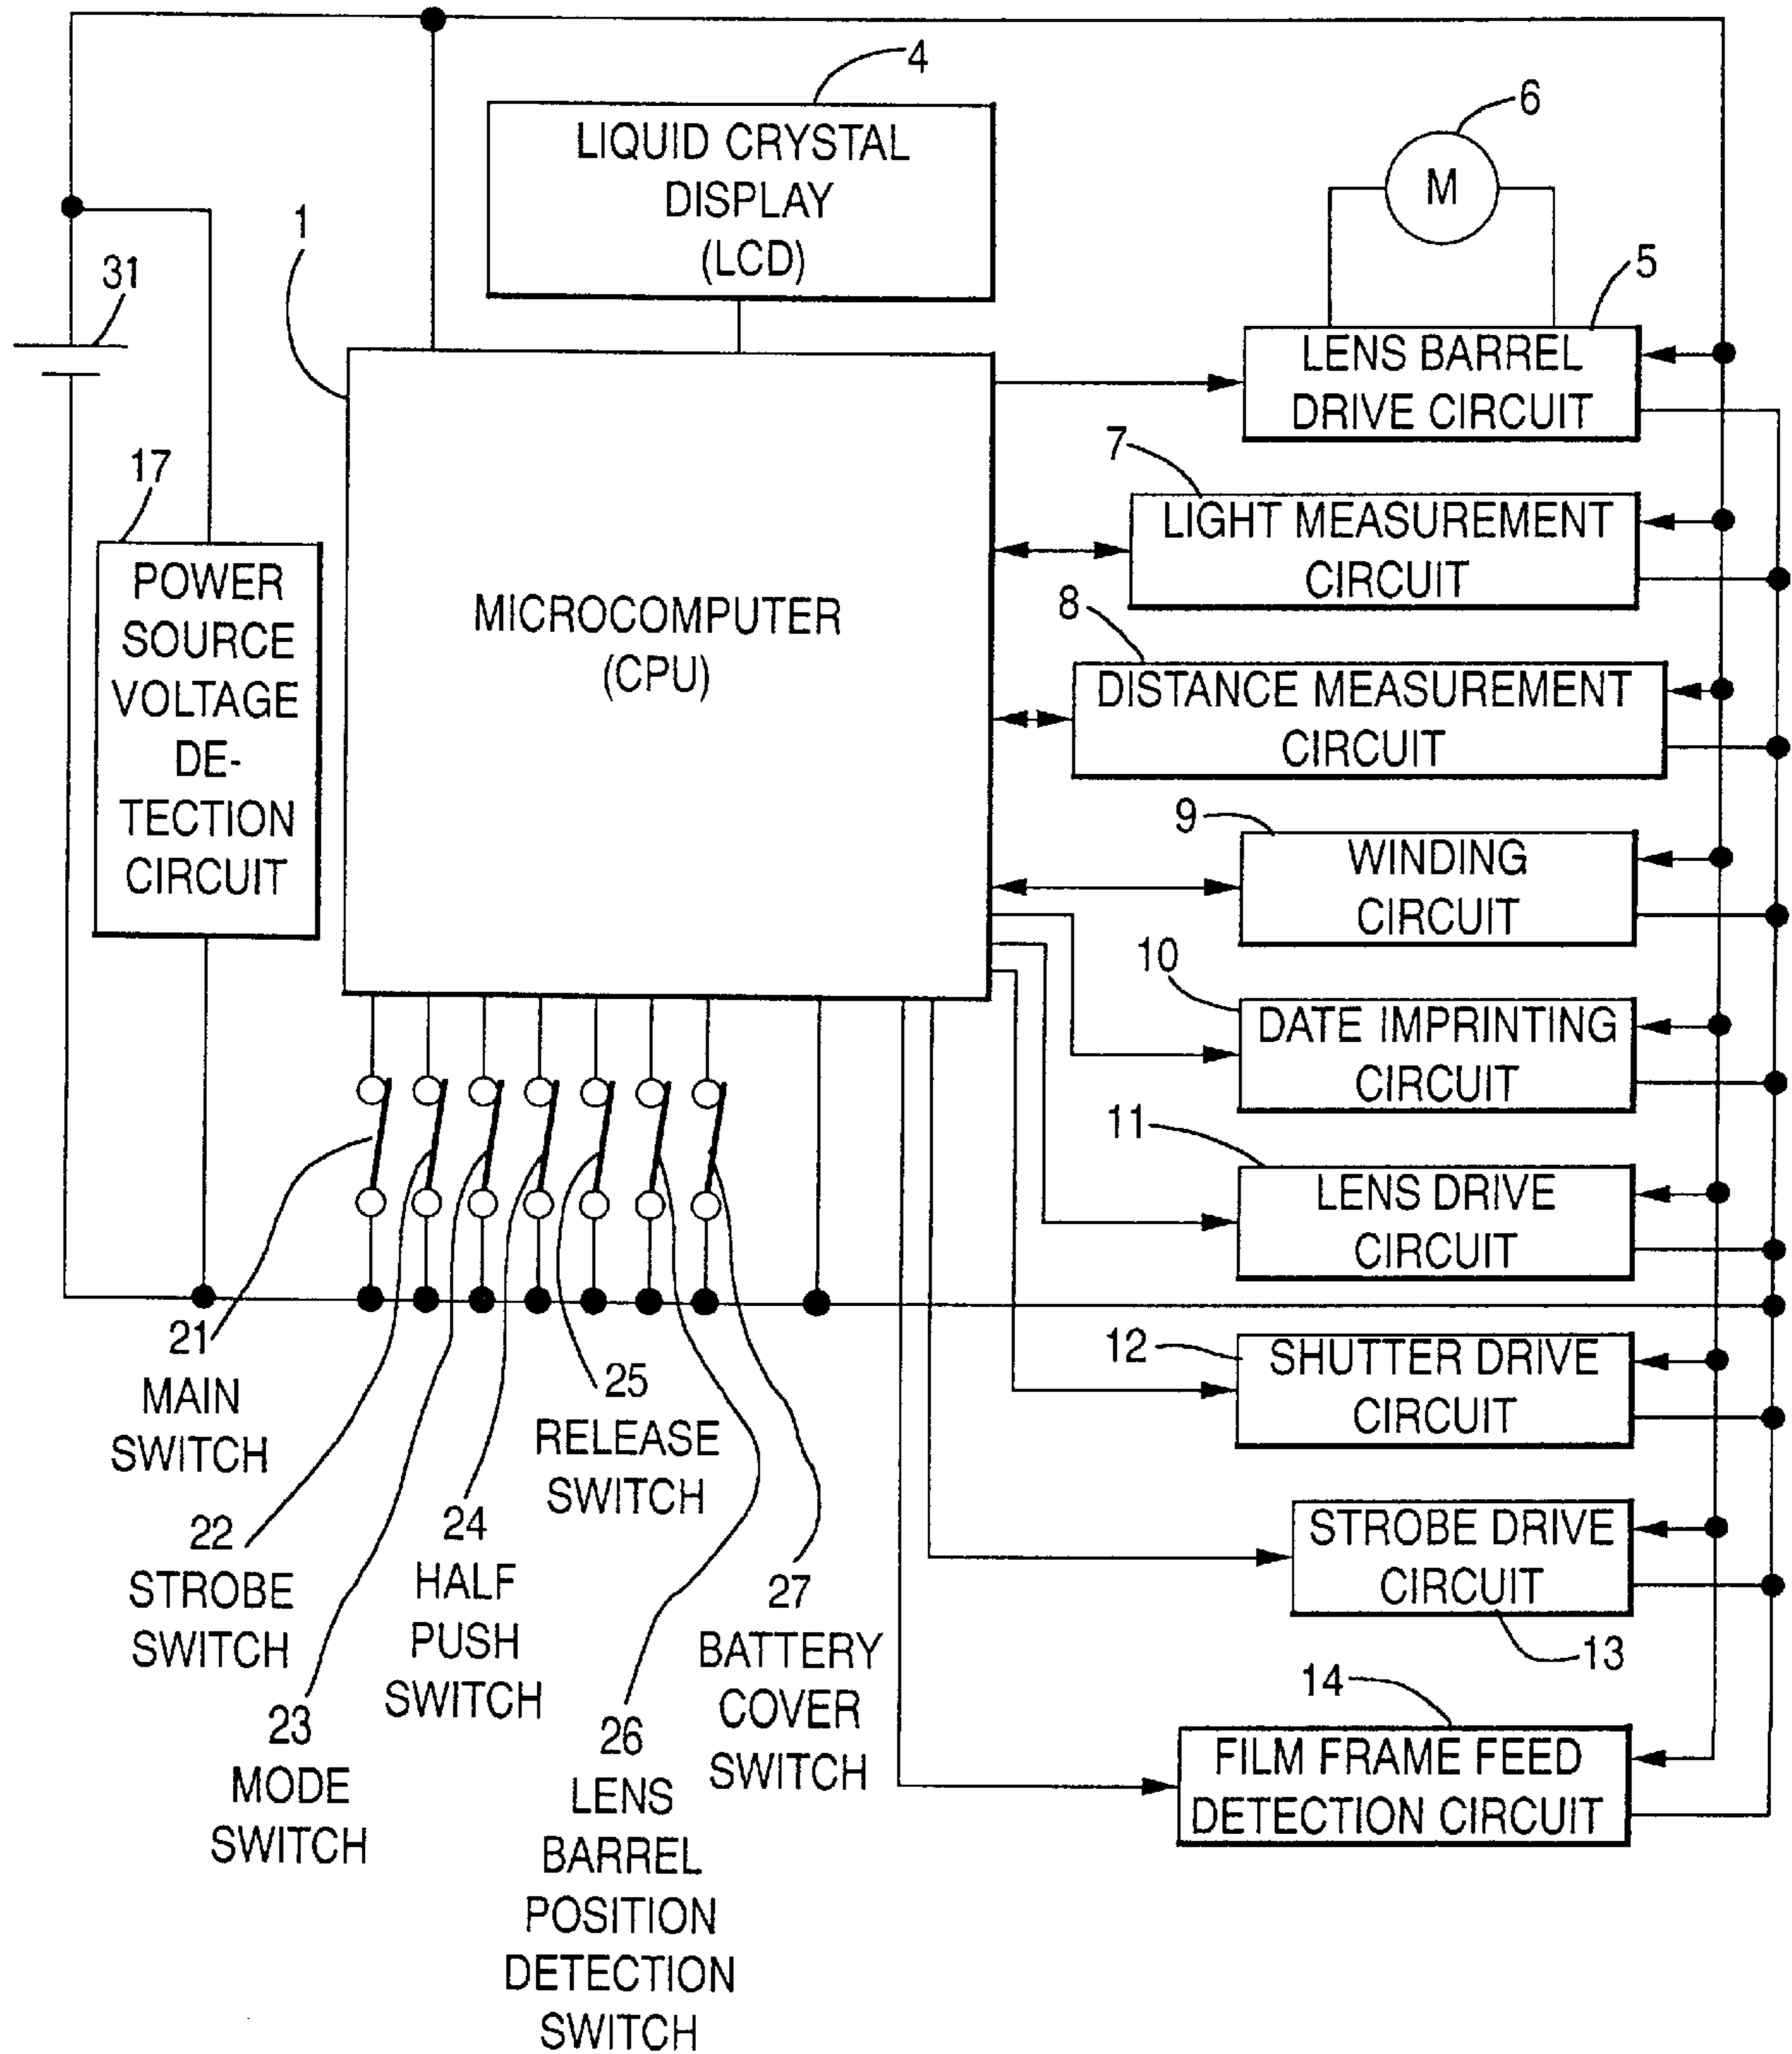 4
LIQUID CRYSTAL
DISPLAY
(LCD)
6
M
1
31
5
LENS BARREL
DRIVE CIRCUIT
17
POWER
SOURCE
VOLTAGE
DE-
TECTION
CIRCUIT
MICROCOMPUTER
(CPU)
7
LIGHT MEASUREMENT
CIRCUIT
8
DISTANCE MEASUREMENT
CIRCUIT
9
WINDING
CIRCUIT
10
DATE IMPRINTING
CIRCUIT
11
LENS DRIVE
CIRCUIT
12
SHUTTER DRIVE
CIRCUIT
STROBE DRIVE
CIRCUIT
13
14
FILM FRAME FEED
DETECTION CIRCUIT
21
MAIN
SWITCH
22
STROBE
SWITCH
23
MODE
SWITCH
24
HALF
PUSH
SWITCH
25
RELEASE
SWITCH
26
LENS
BARREL
POSITION
DETECTION
SWITCH
27
BATTERY
COVER
SWITCH